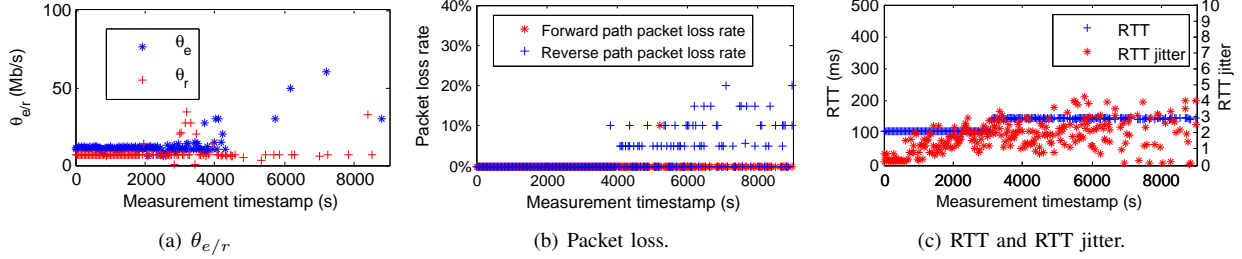 100
50
0
0
2000
4000
6000
8000
θe/r (Mb/s)
Measurement timestamp (s)
θe
θr
(a) θe/r
40%
30%
20%
10%
0%
0
2000
4000
6000
8000
Packet loss rate
Measurement timestamp (s)
Forward path packet loss rate
Reverse path packet loss rate
(b) Packet loss.
500
400
300
200
100
0
0
2000
4000
6000
8000
RTT (ms)
Measurement timestamp (s)
RTT
RTT jitter
10
9
8
7
6
5
4
3
2
1
0
RTT jitter
(c) RTT and RTT jitter.